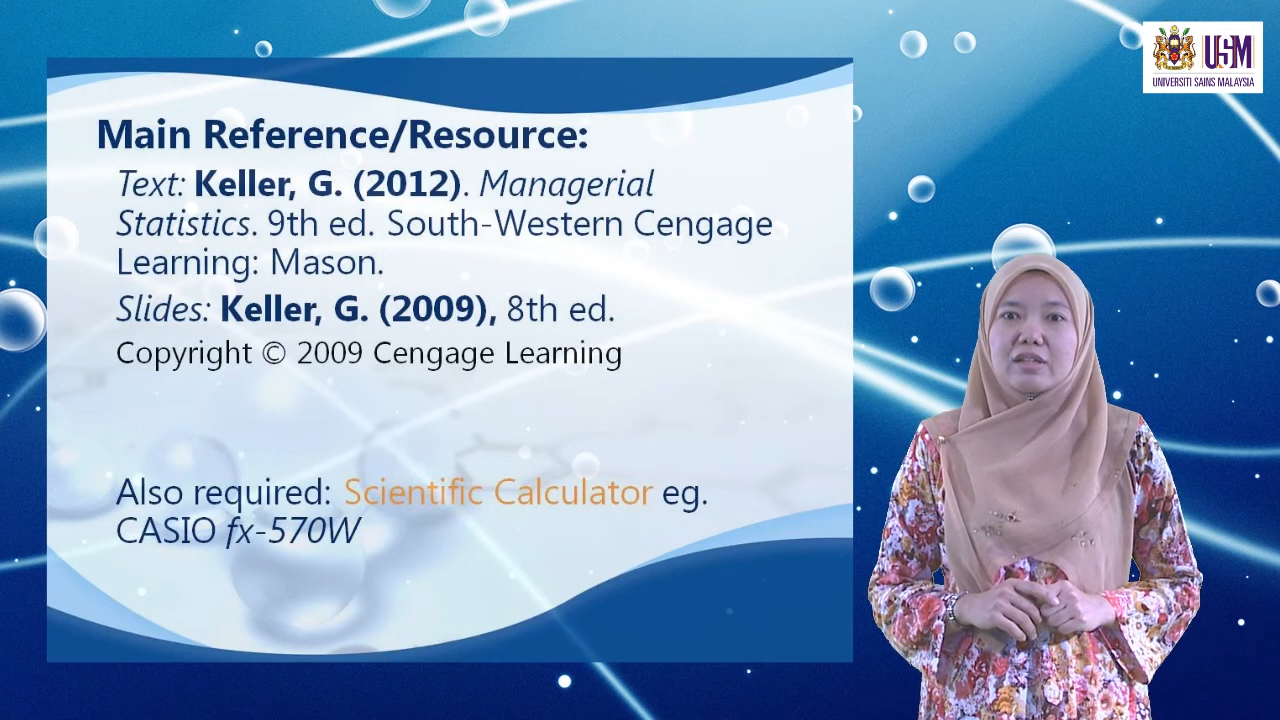 USM
UNIVERSITI SAINS MALAYSIA
Main Reference/Resource:
Text: Keller, G. (2012). Managerial
Statistics. 9th ed. South-Western Cengage
Learning: Mason.
Slides: Keller, G. (2009), 8th ed.
Copyright © 2009 Cengage Learning
Also required: Scientific Calculator eg.
CASIO fx-570W